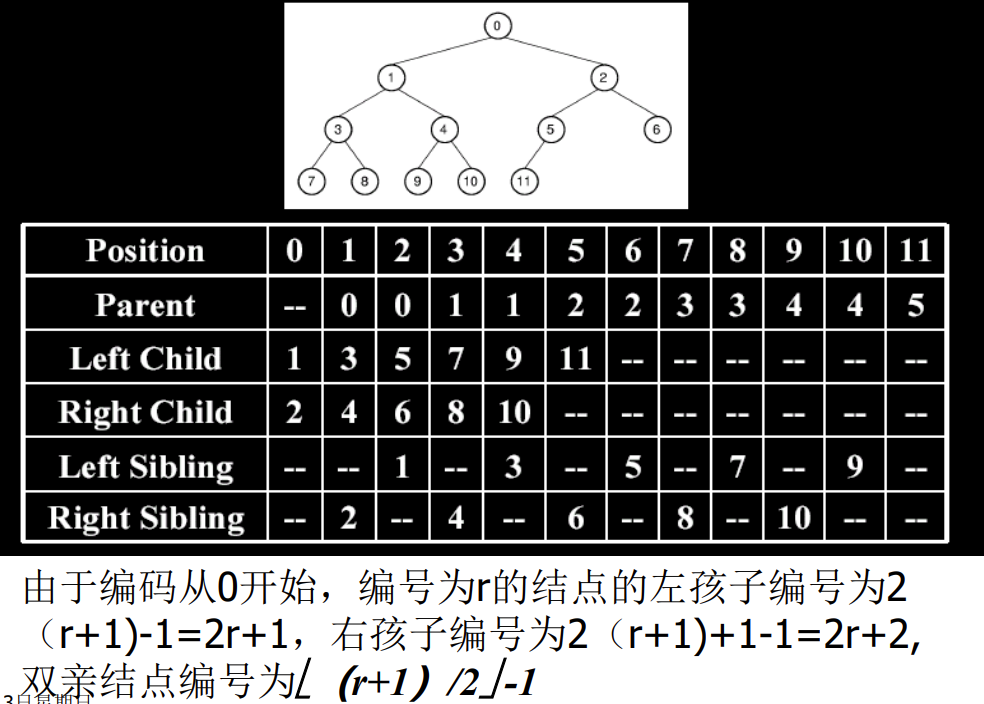 0
1 2
3 4 5 6
7 8 9 10 11
Position 0 1 2 3 4 5 6 7 8 9 10 11
Parent -- 0 0 1 1 2 2 3 3 4 4 5
Left Child 1 3 5 7 9 11 -- -- -- -- -- --
Right Child 2 4 6 8 10 -- -- -- -- -- -- --
Left Sibling -- -- 1 -- 3 -- 5 -- 7 -- 9 --
Right Sibling -- 2 -- 4 -- 6 -- 8 -- 10 -- --
由于编码从0开始，编号为r的结点的左孩子编号为2
（r+1)-1=2r+1，右孩子编号为2（r+1)+1-1=2r+2,
双亲结点编号为⌊（r+1）/2⌋-1
3日星期日